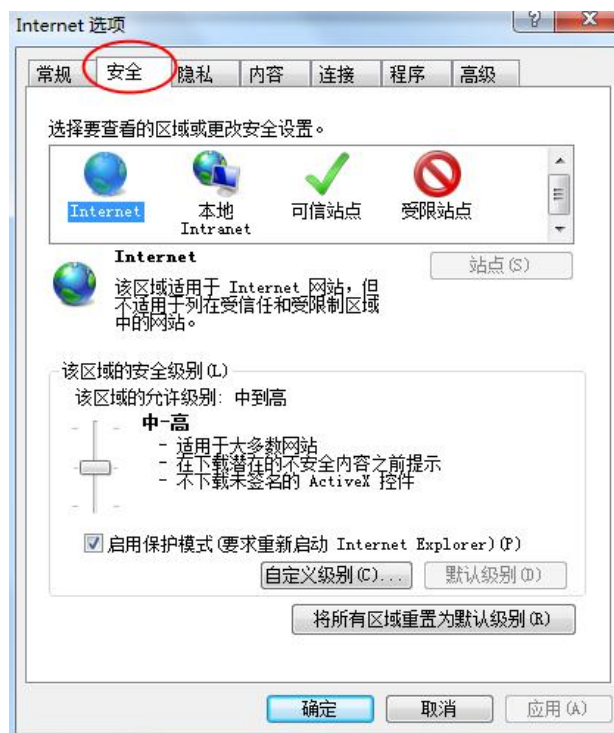 Internet 选项
常规 安全 隐私 内容 连接 程序 高级
选择要查看的区域或更改安全设置。
Internet 本地 可信站点 受限站点
Intranet
Internet 站点(S)
该区域适用于 Internet 网站，但
不适用于列在受信任和受限制区域
中的网站。
该区域的安全级别(L)
该区域的允许级别: 中到高
中-高
- 适用于大多数网站
- 在下载潜在的不安全内容之前提示
- 不下载未签名的 ActiveX 控件
启用保护模式(要求重新启动 Internet Explorer)(P)
自定义级别(C)... 默认级别(D)
将所有区域重置为默认级别(R)
确定 取消 应用(A)